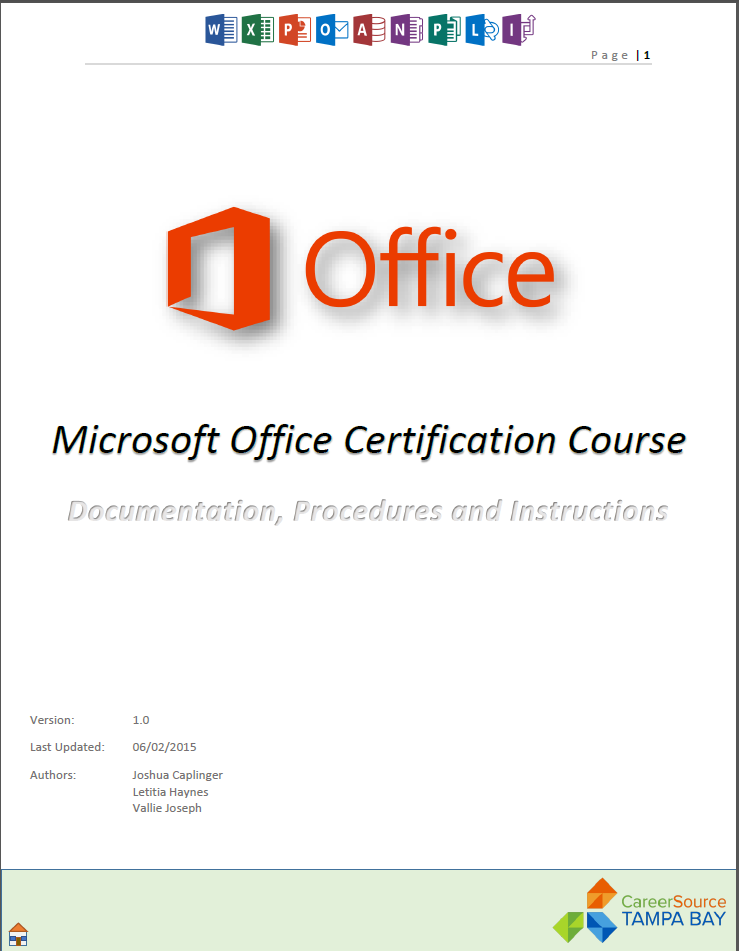 W X P O A N P L I
Page | 1
Office
Microsoft Office Certification Course
Documentation, Procedures and Instructions
Version: 1.0
Last Updated: 06/02/2015
Authors: Joshua Caplinger
Letitia Haynes
Vallie Joseph
CareerSource
TAMPA BAY